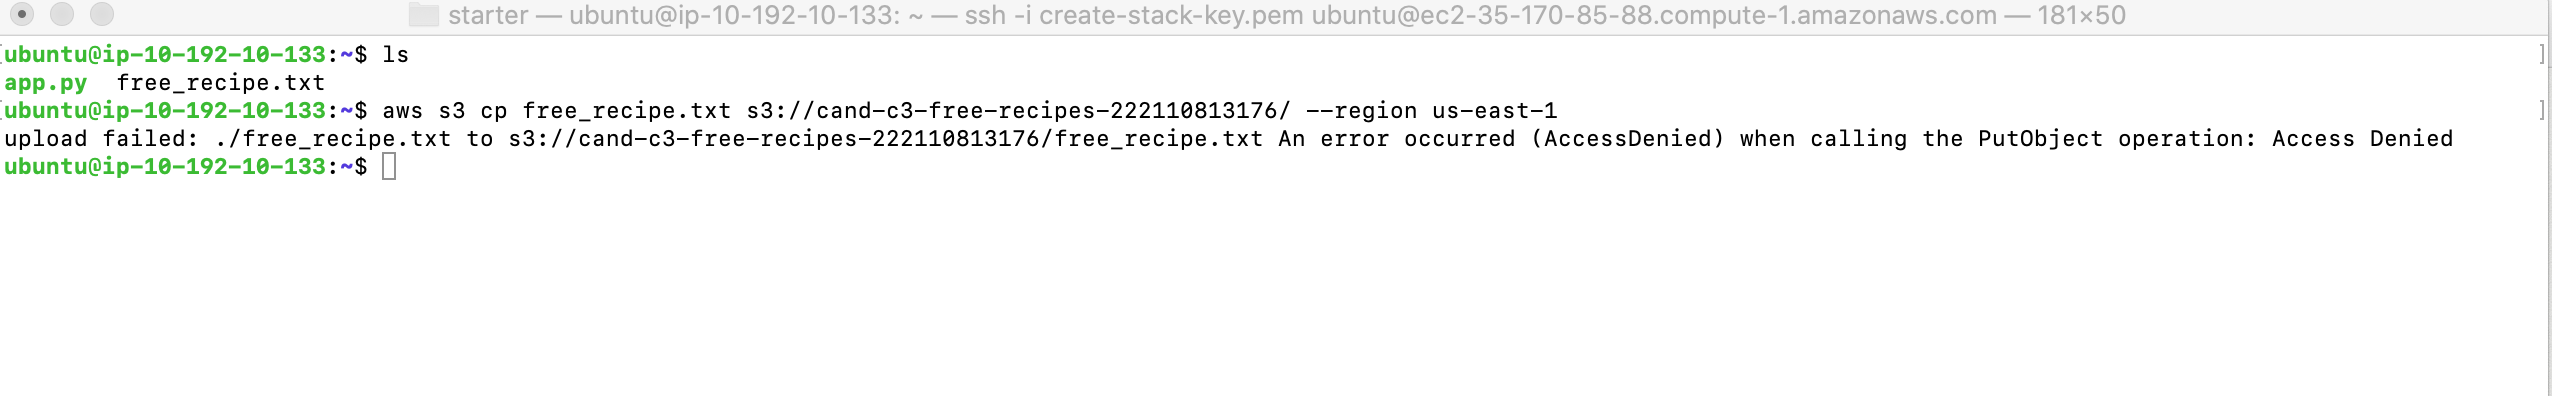 starter — ubuntu@ip-10-192-10-133: ~ — ssh -i create-stack-key.pem ubuntu@ec2-35-170-85-88.compute-1.amazonaws.com — 181×50
[ubuntu@ip-10-192-10-133:~$ ls ]
app.py  free_recipe.txt
[ubuntu@ip-10-192-10-133:~$ aws s3 cp free_recipe.txt s3://cand-c3-free-recipes-222110813176/ --region us-east-1 ]
upload failed: ./free_recipe.txt to s3://cand-c3-free-recipes-222110813176/free_recipe.txt An error occurred (AccessDenied) when calling the PutObject operation: Access Denied
ubuntu@ip-10-192-10-133:~$